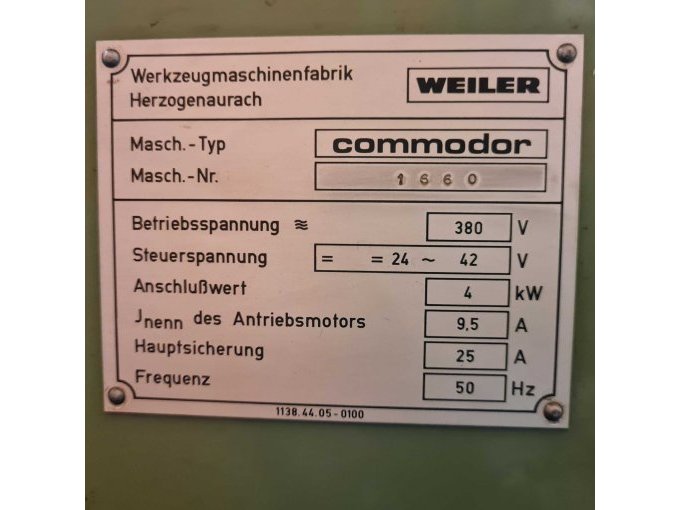 Werkzeugmaschinenfabrik
Herzogenaurach
WEILER
Masch.-Typ commodor
Masch.-Nr. 1660
Betriebsspannung ≋ 380 V
Steuerspannung = = 24 ~ 42 V
Anschlußwert 4 kW
Jnenn des Antriebsmotors 9,5 A
Hauptsicherung 25 A
Frequenz 50 Hz
1138.44.05-0100